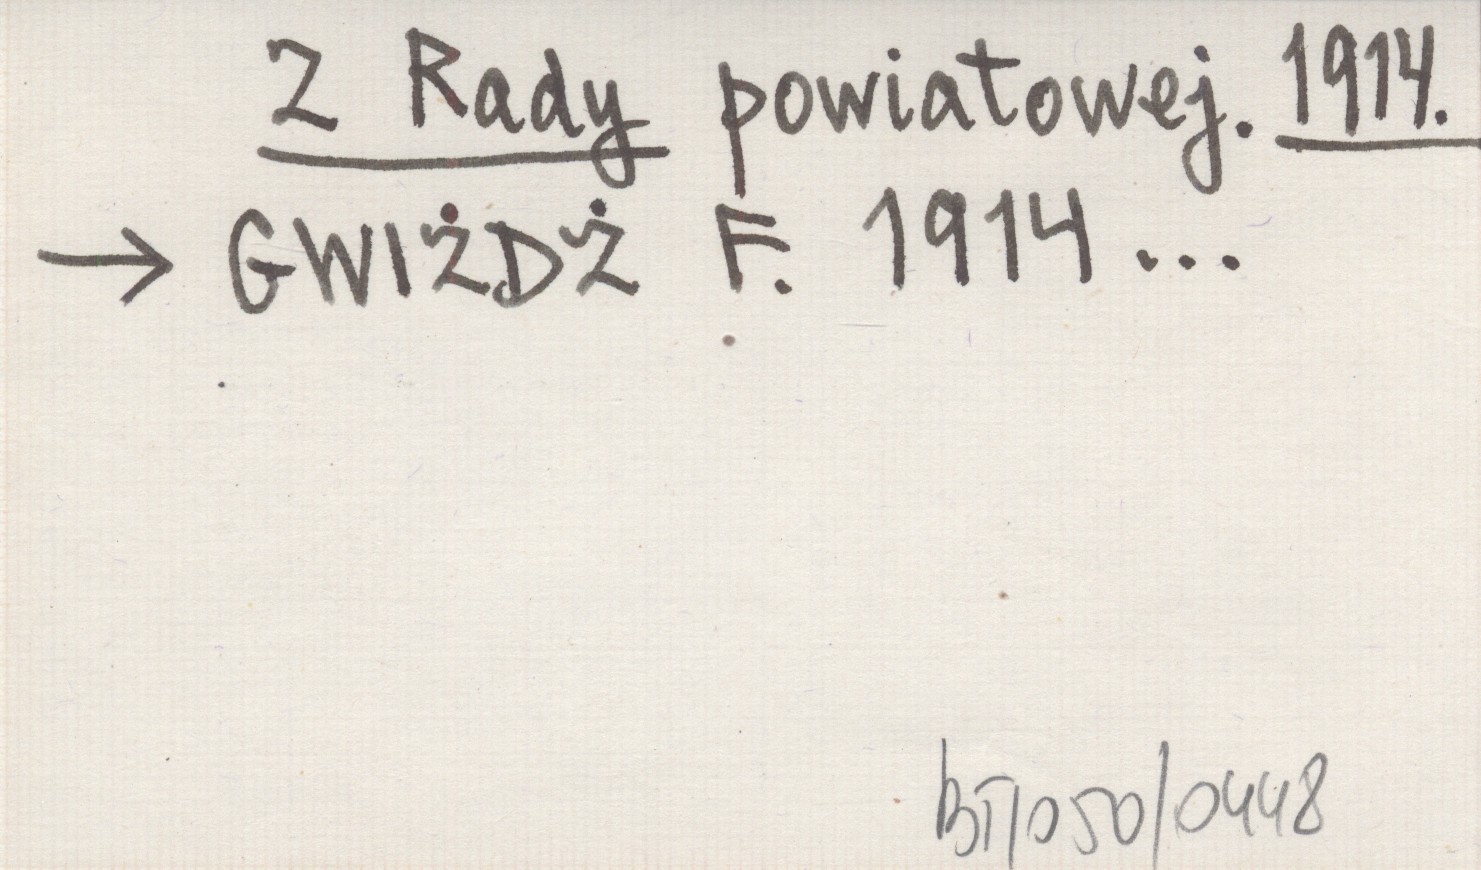 Z Rady powiatowej. 1914.
→ GWIŻDŻ F. 1914...
BT/050/0448